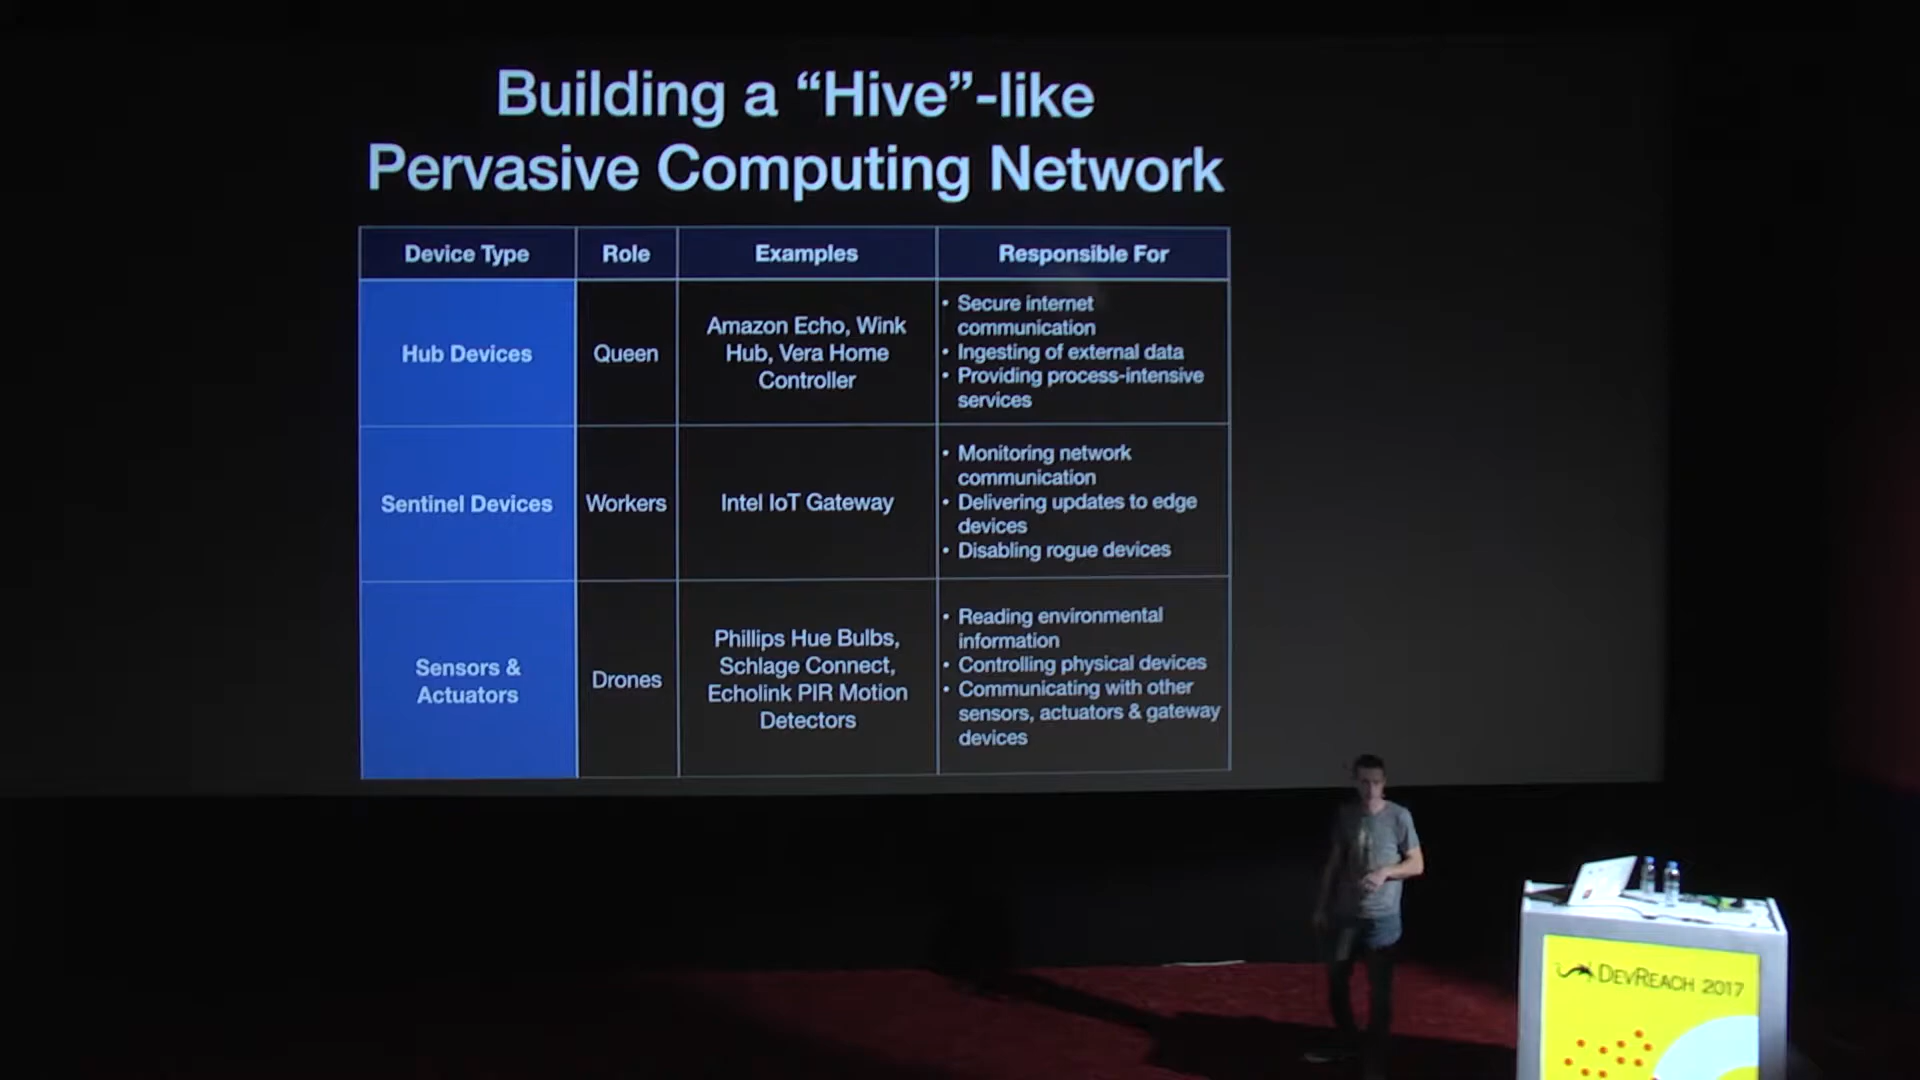 Building a “Hive”-like
Pervasive Computing Network
Device Type
Role
Examples
Responsible For
Hub Devices
Queen
Amazon Echo, Wink
Hub, Vera Home
Controller
• Secure internet
communication
• Ingesting of external data
• Providing process-intensive
services
Sentinel Devices
Workers
Intel IoT Gateway
• Monitoring network
communication
• Delivering updates to edge
devices
• Disabling rogue devices
Sensors &
Actuators
Drones
Phillips Hue Bulbs,
Schlage Connect,
Echolink PIR Motion
Detectors
• Reading environmental
information
• Controlling physical devices
• Communicating with other
sensors, actuators & gateway
devices
DEVREACH 2017